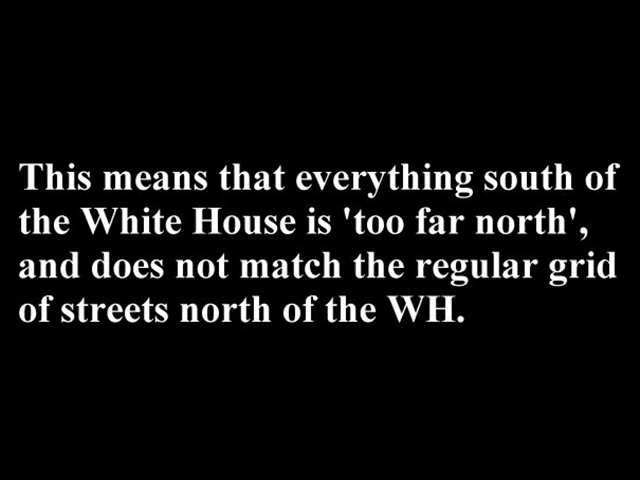 This means that everything south of
the White House is 'too far north',
and does not match the regular grid
of streets north of the WH.